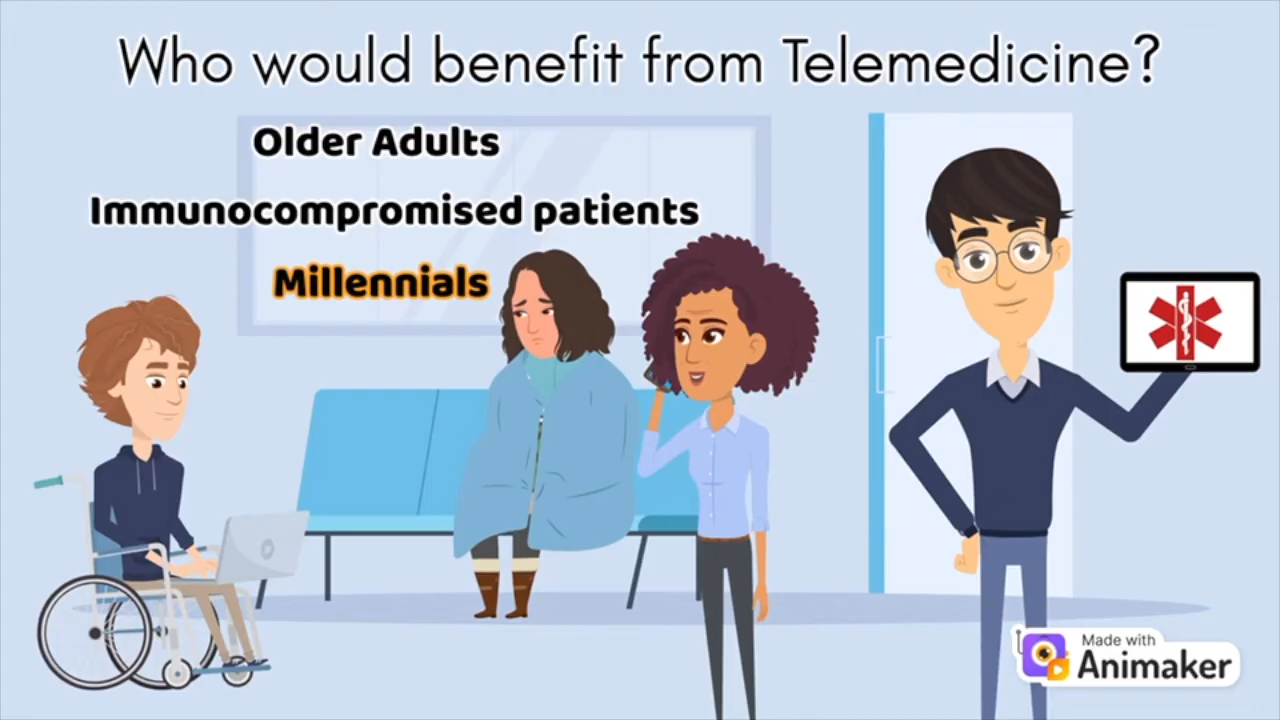 Who would benefit from Telemedicine?
Older Adults
Immunocompromised patients
Millennials
Made with
Animaker